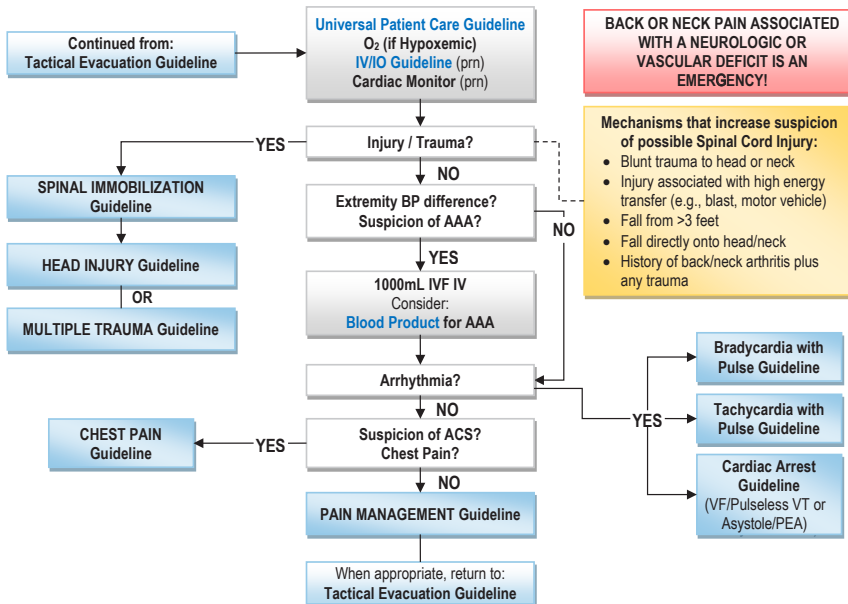 Continued from:
Tactical Evacuation Guideline
Universal Patient Care Guideline
O₂ (if Hypoxemic)
IV/IO Guideline (prn)
Cardiac Monitor (prn)
BACK OR NECK PAIN ASSOCIATED
WITH A NEUROLOGIC OR
VASCULAR DEFICIT IS AN
EMERGENCY!
Mechanisms that increase suspicion
of possible Spinal Cord Injury:
• Blunt trauma to head or neck
• Injury associated with high energy
transfer (e.g., blast, motor vehicle)
• Fall from >3 feet
• Fall directly onto head/neck
• History of back/neck arthritis plus
any trauma
YES
Injury / Trauma?
NO
SPINAL IMMOBILIZATION
Guideline
HEAD INJURY Guideline
OR
MULTIPLE TRAUMA Guideline
Extremity BP difference?
Suspicion of AAA?
NO
YES
1000mL IVF IV
Consider:
Blood Product for AAA
Arrhythmia?
NO
YES
Bradycardia with
Pulse Guideline
Tachycardia with
Pulse Guideline
Cardiac Arrest
Guideline
(VF/Pulseless VT or
Asystole/PEA)
Suspicion of ACS?
Chest Pain?
YES
CHEST PAIN
Guideline
NO
PAIN MANAGEMENT Guideline
When appropriate, return to:
Tactical Evacuation Guideline